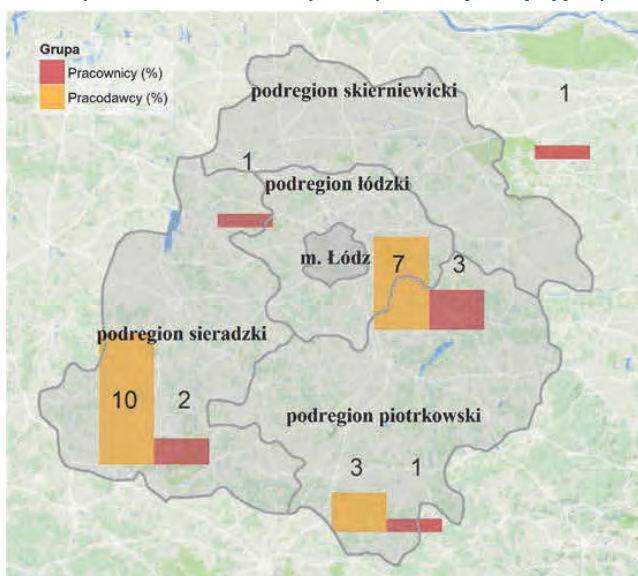 Grupa
Pracownicy (%)
Pracodawcy (%)
podregion skierniewicki
1
1
podregion łódzki
m. Łódz
7 3
podregion sieradzki
10 2
podregion piotrkowski
3 1